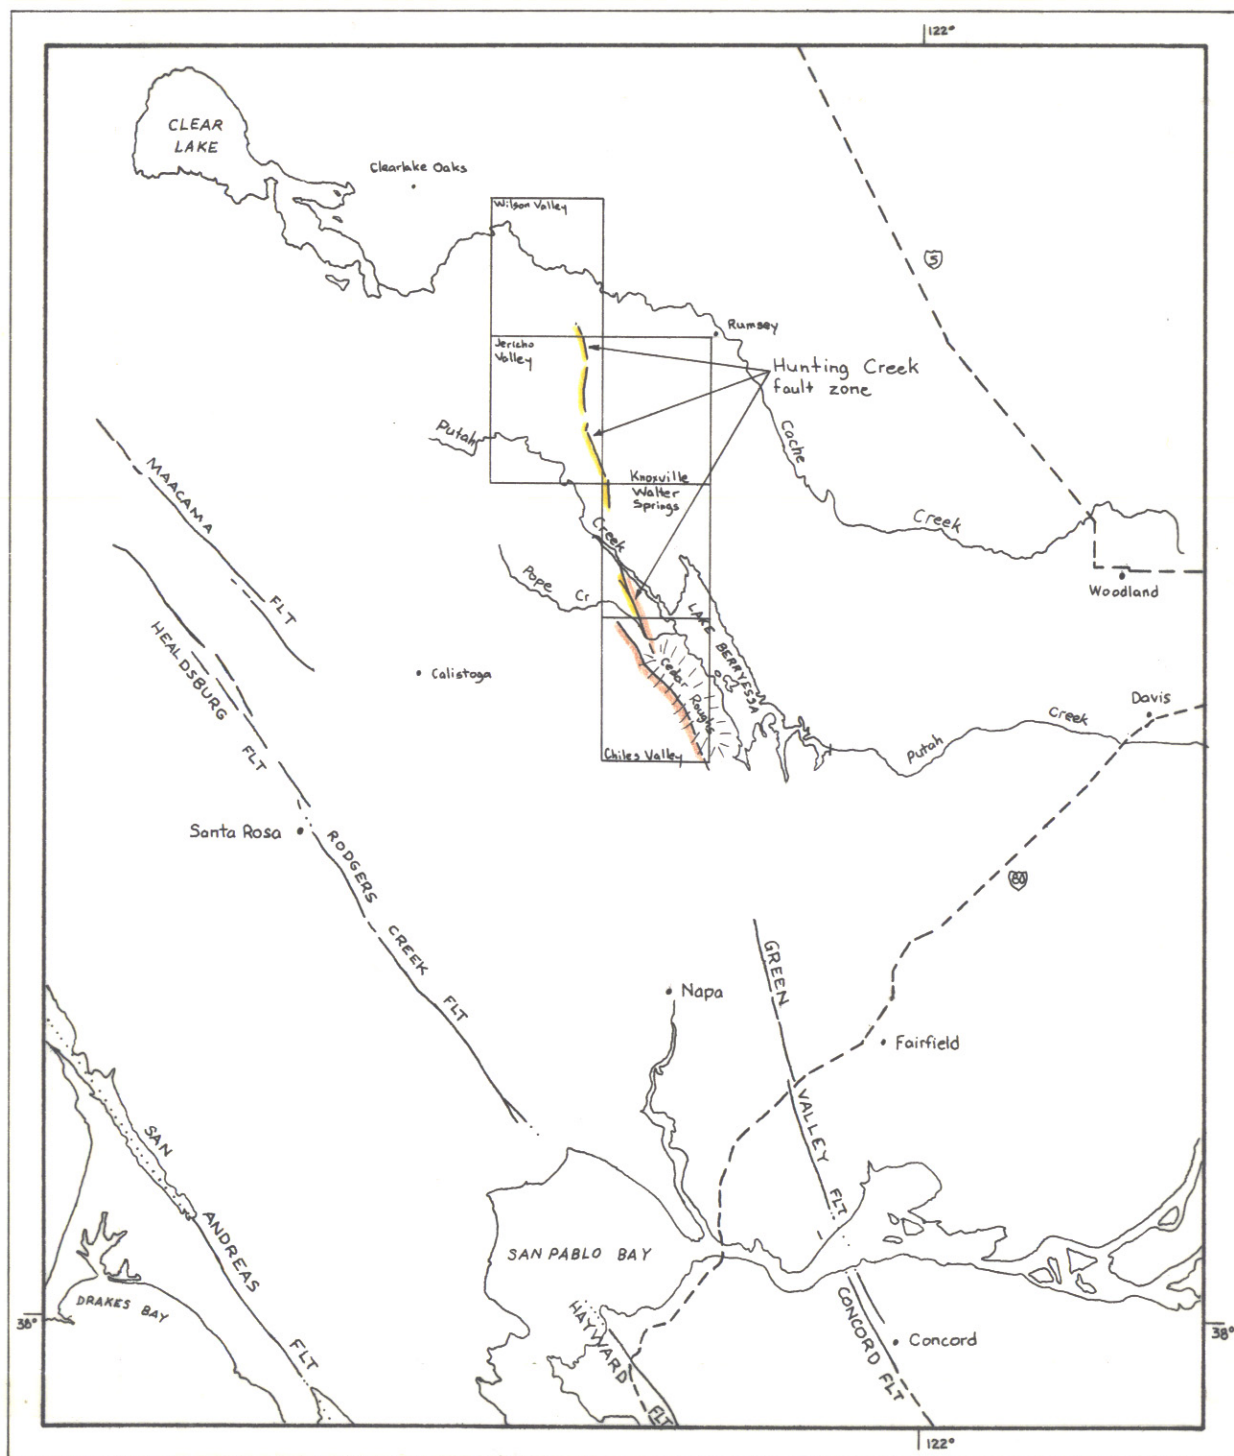 122°
CLEAR
LAKE
Clearlake Oaks
Wilson Valley
5
Rumsey
Jericho
Valley
Hunting Creek
fault zone
Putah
Cache
Knoxville
Walter
Springs
MAACAMA
FLT
Creek
Creek
Pope
Cr
Woodland
LAKE BERRYESSA
HEALDSBURG
FLT
Calistoga
Cedar Roughs
Davis
Creek
Putah
Chiles Valley
Santa Rosa
RODGERS
CREEK
FLT
80
GREEN
VALLEY
FLT
Napa
Fairfield
SAN
ANDREAS
FLT
SAN PABLO BAY
DRAKES BAY
HAYWARD
FLT
CONCORD FLT
Concord
38°
38°
122°